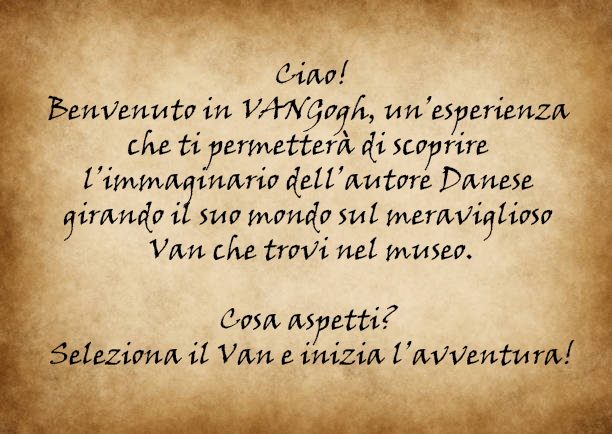 Ciao!
Benvenuto in VANGogh, un'esperienza
che ti permetterà di scoprire
l'immaginario dell'autore Danese
girando il suo mondo sul meraviglioso
Van che trovi nel museo.
Cosa aspetti?
Seleziona il Van e inizia l'avventura!